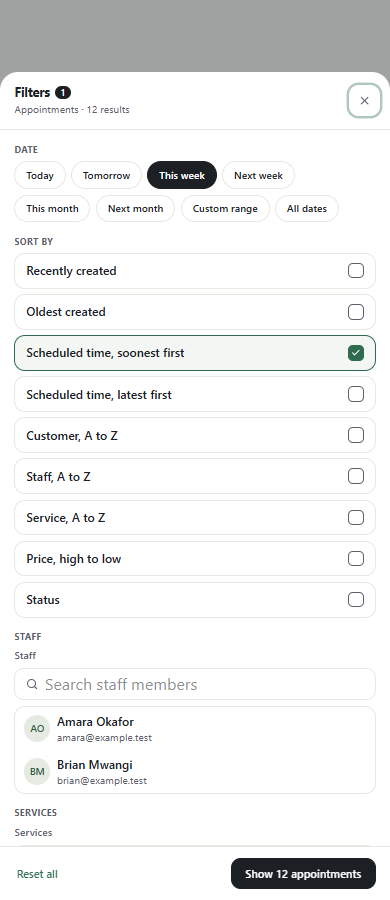 Filters 1
Appointments · 12 results
DATE
Today Tomorrow This week Next week
This month Next month Custom range All dates
SORT BY
Recently created
Oldest created
Scheduled time, soonest first
Scheduled time, latest first
Customer, A to Z
Staff, A to Z
Service, A to Z
Price, high to low
Status
STAFF
Staff
Search staff members
AO Amara Okafor
amara@example.test
BM Brian Mwangi
brian@example.test
SERVICES
Services
Reset all Show 12 appointments